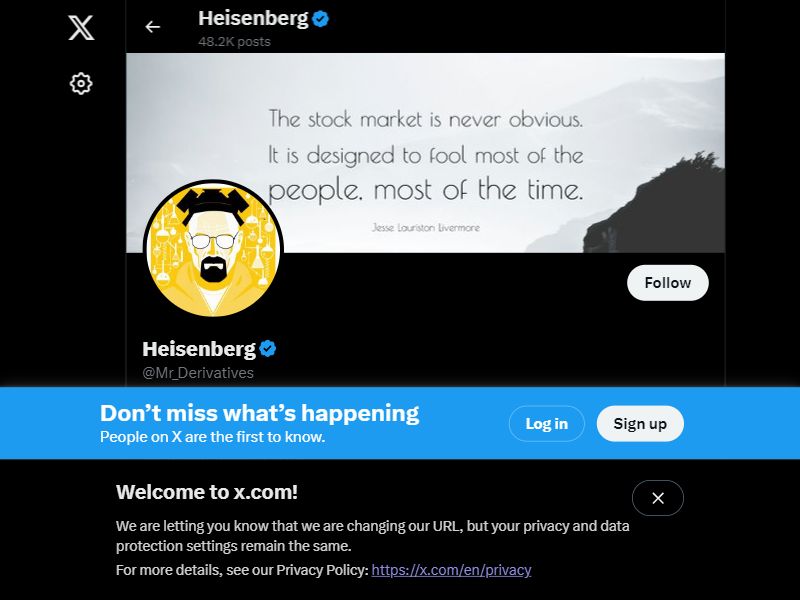 Heisenberg
48.2K posts
The stock market is never obvious.
It is designed to fool most of the
people, most of the time.
Jesse Lauriston Livermore
Follow
Heisenberg
@Mr_Derivatives
Don’t miss what’s happening
People on X are the first to know.
Log in
Sign up
Welcome to x.com!
We are letting you know that we are changing our URL, but your privacy and data
protection settings remain the same.
For more details, see our Privacy Policy: https://x.com/en/privacy